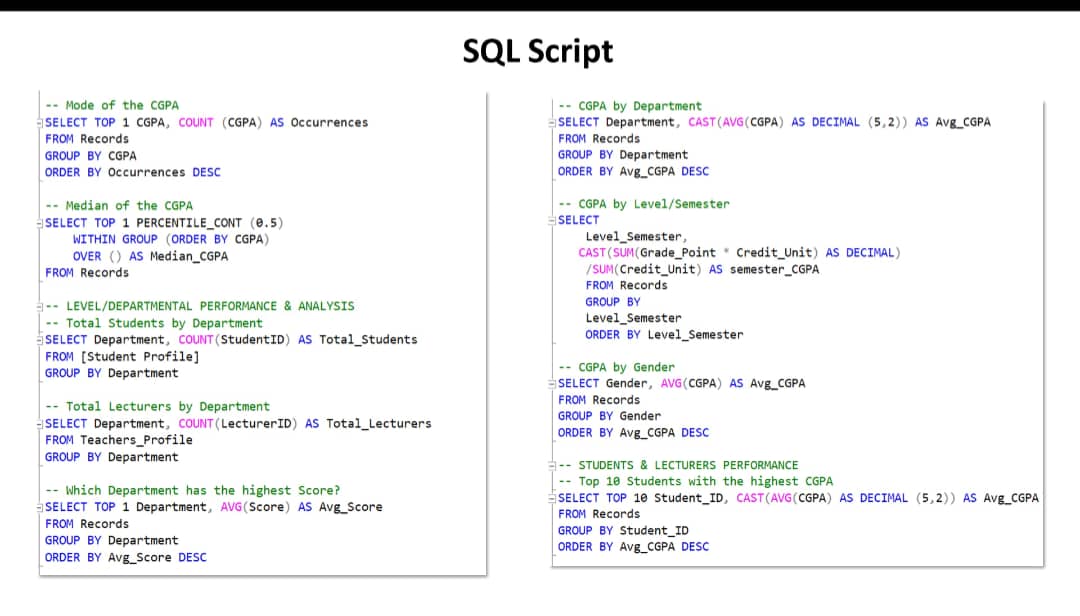 SQL Script
-- Mode of the CGPA
SELECT TOP 1 CGPA, COUNT (CGPA) AS Occurrences
FROM Records
GROUP BY CGPA
ORDER BY Occurrences DESC
-- Median of the CGPA
SELECT TOP 1 PERCENTILE_CONT (0.5)
WITHIN GROUP (ORDER BY CGPA)
OVER () AS Median_CGPA
FROM Records
-- LEVEL/DEPARTMENTAL PERFORMANCE & ANALYSIS
-- Total Students by Department
SELECT Department, COUNT(StudentID) AS Total_Students
FROM [Student Profile]
GROUP BY Department
-- Total Lecturers by Department
SELECT Department, COUNT(LecturerID) AS Total_Lecturers
FROM Teachers_Profile
GROUP BY Department
-- Which Department has the highest Score?
SELECT TOP 1 Department, AVG(Score) AS Avg_Score
FROM Records
GROUP BY Department
ORDER BY Avg_Score DESC
-- CGPA by Department
SELECT Department, CAST(AVG(CGPA) AS DECIMAL (5,2)) AS Avg_CGPA
FROM Records
GROUP BY Department
ORDER BY Avg_CGPA DESC
-- CGPA by Level/Semester
SELECT
Level_Semester,
CAST(SUM(Grade_Point * Credit_Unit) AS DECIMAL)
/SUM(Credit_Unit) AS semester_CGPA
FROM Records
GROUP BY
Level_Semester
ORDER BY Level_Semester
-- CGPA by Gender
SELECT Gender, AVG(CGPA) AS Avg_CGPA
FROM Records
GROUP BY Gender
ORDER BY Avg_CGPA DESC
-- STUDENTS & LECTURERS PERFORMANCE
-- Top 10 Students with the highest CGPA
SELECT TOP 10 Student_ID, CAST(AVG(CGPA) AS DECIMAL (5,2)) AS Avg_CGPA
FROM Records
GROUP BY Student_ID
ORDER BY Avg_CGPA DESC